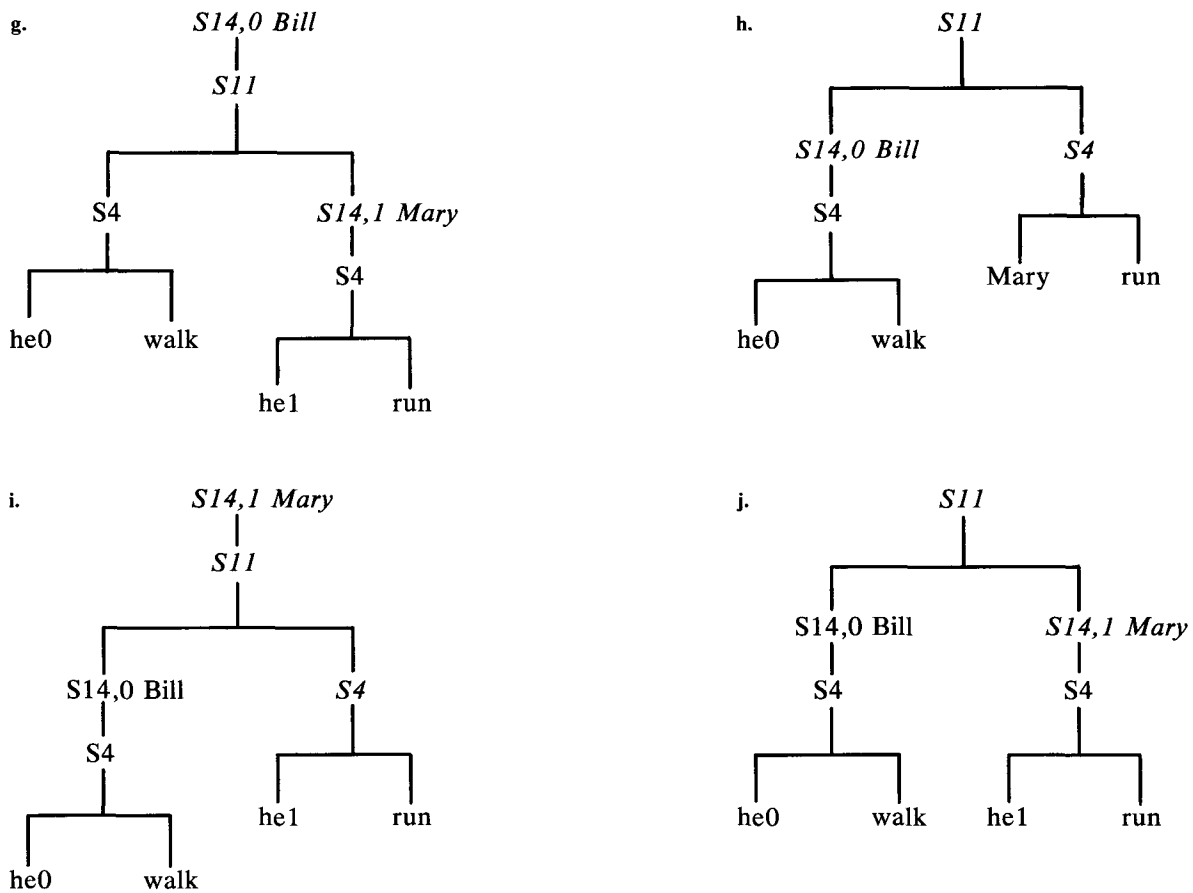 g.
S14,0 Bill
S11
S4
S14,1 Mary
S4
he0
walk
he1
run
h.
S11
S14,0 Bill
S4
S4
Mary
run
he0
walk
i.
S14,1 Mary
S11
S14,0 Bill
S4
S4
he1
run
he0
walk
j.
S11
S14,0 Bill
S14,1 Mary
S4
S4
he0
walk
he1
run